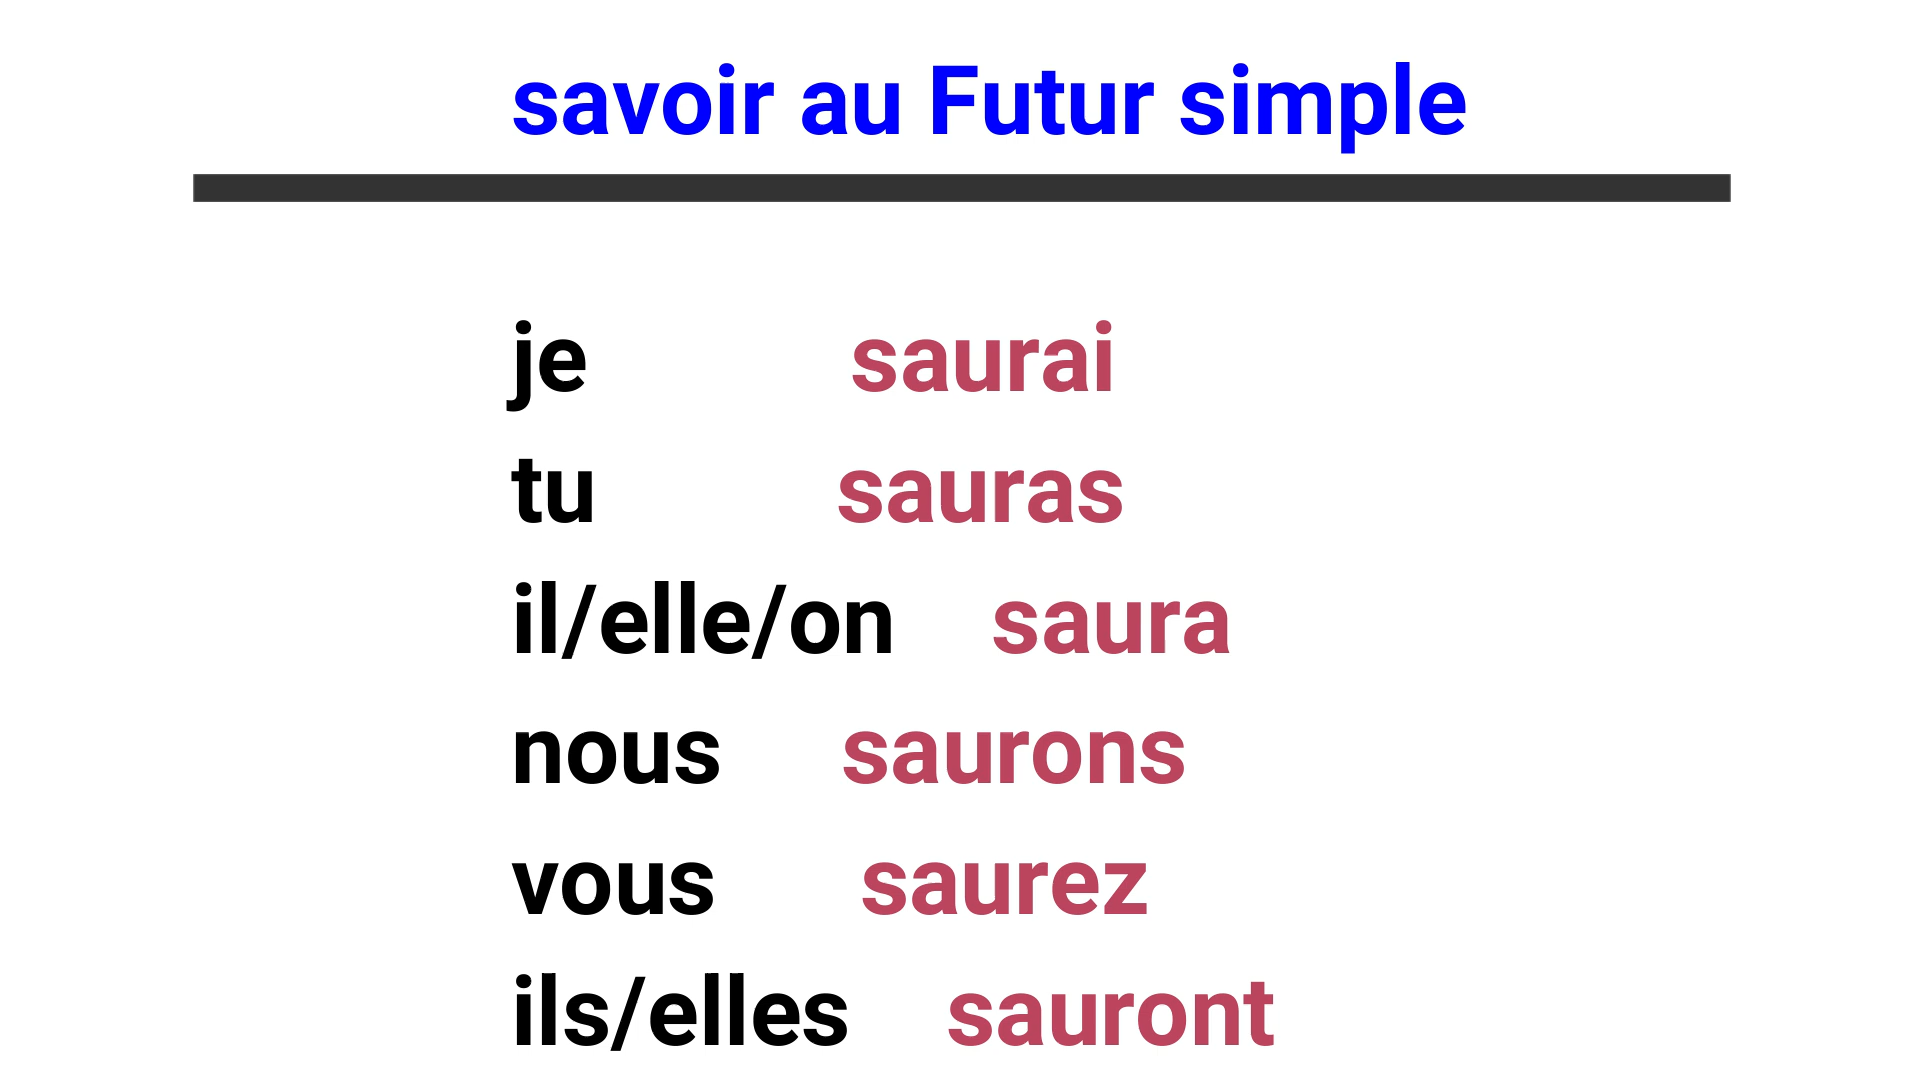 savoir au Futur simple
je saurai
tu sauras
il/elle/on saura
nous saurons
vous saurez
ils/elles sauront